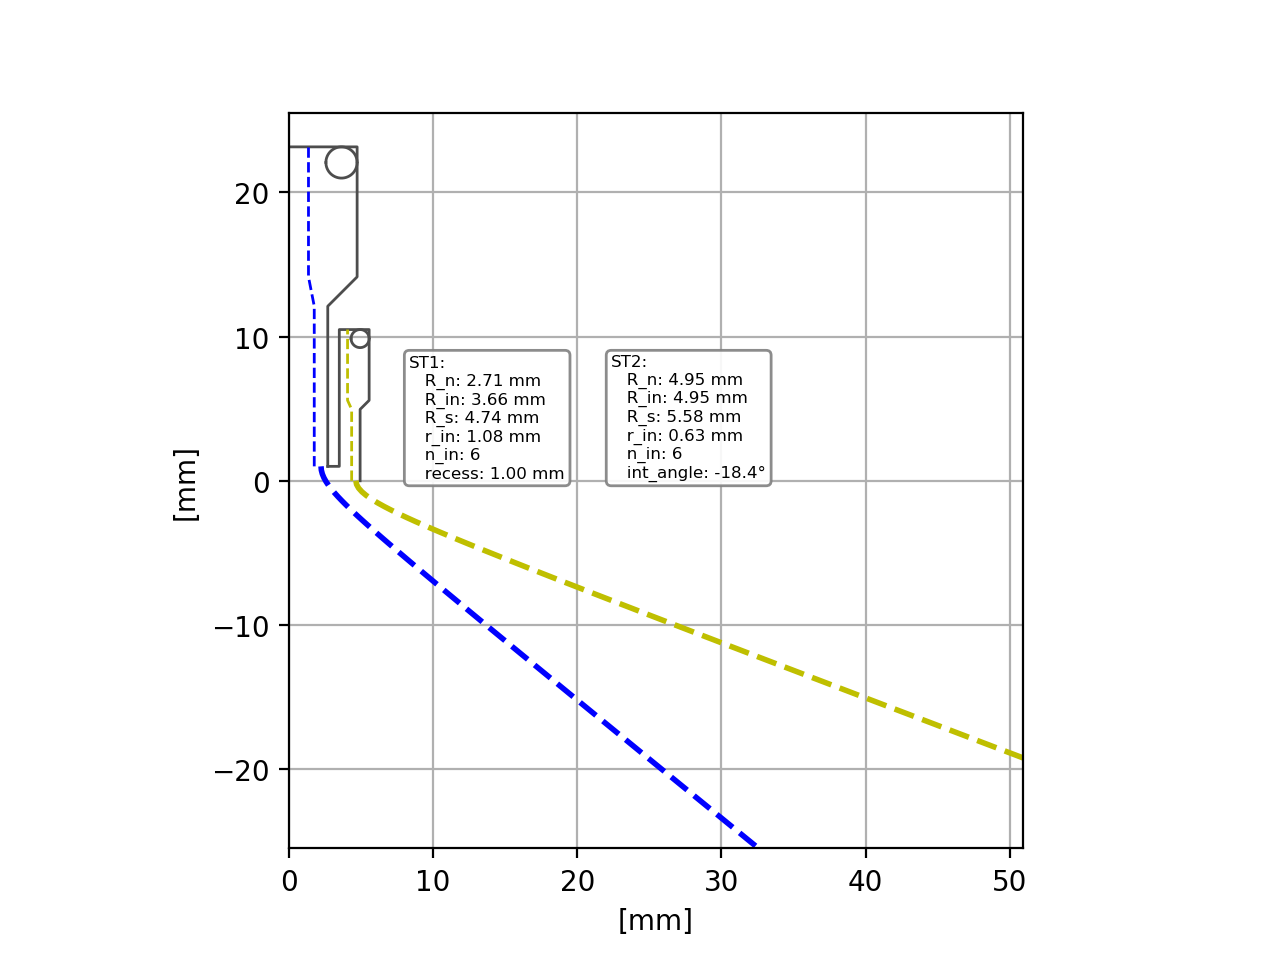 20
10
0
−10
−20
[mm]
ST1:
R_n: 2.71 mm
R_in: 3.66 mm
R_s: 4.74 mm
r_in: 1.08 mm
n_in: 6
recess: 1.00 mm
ST2:
R_n: 4.95 mm
R_in: 4.95 mm
R_s: 5.58 mm
r_in: 0.63 mm
n_in: 6
int_angle: -18.4°
0
10
20
30
40
50
[mm]